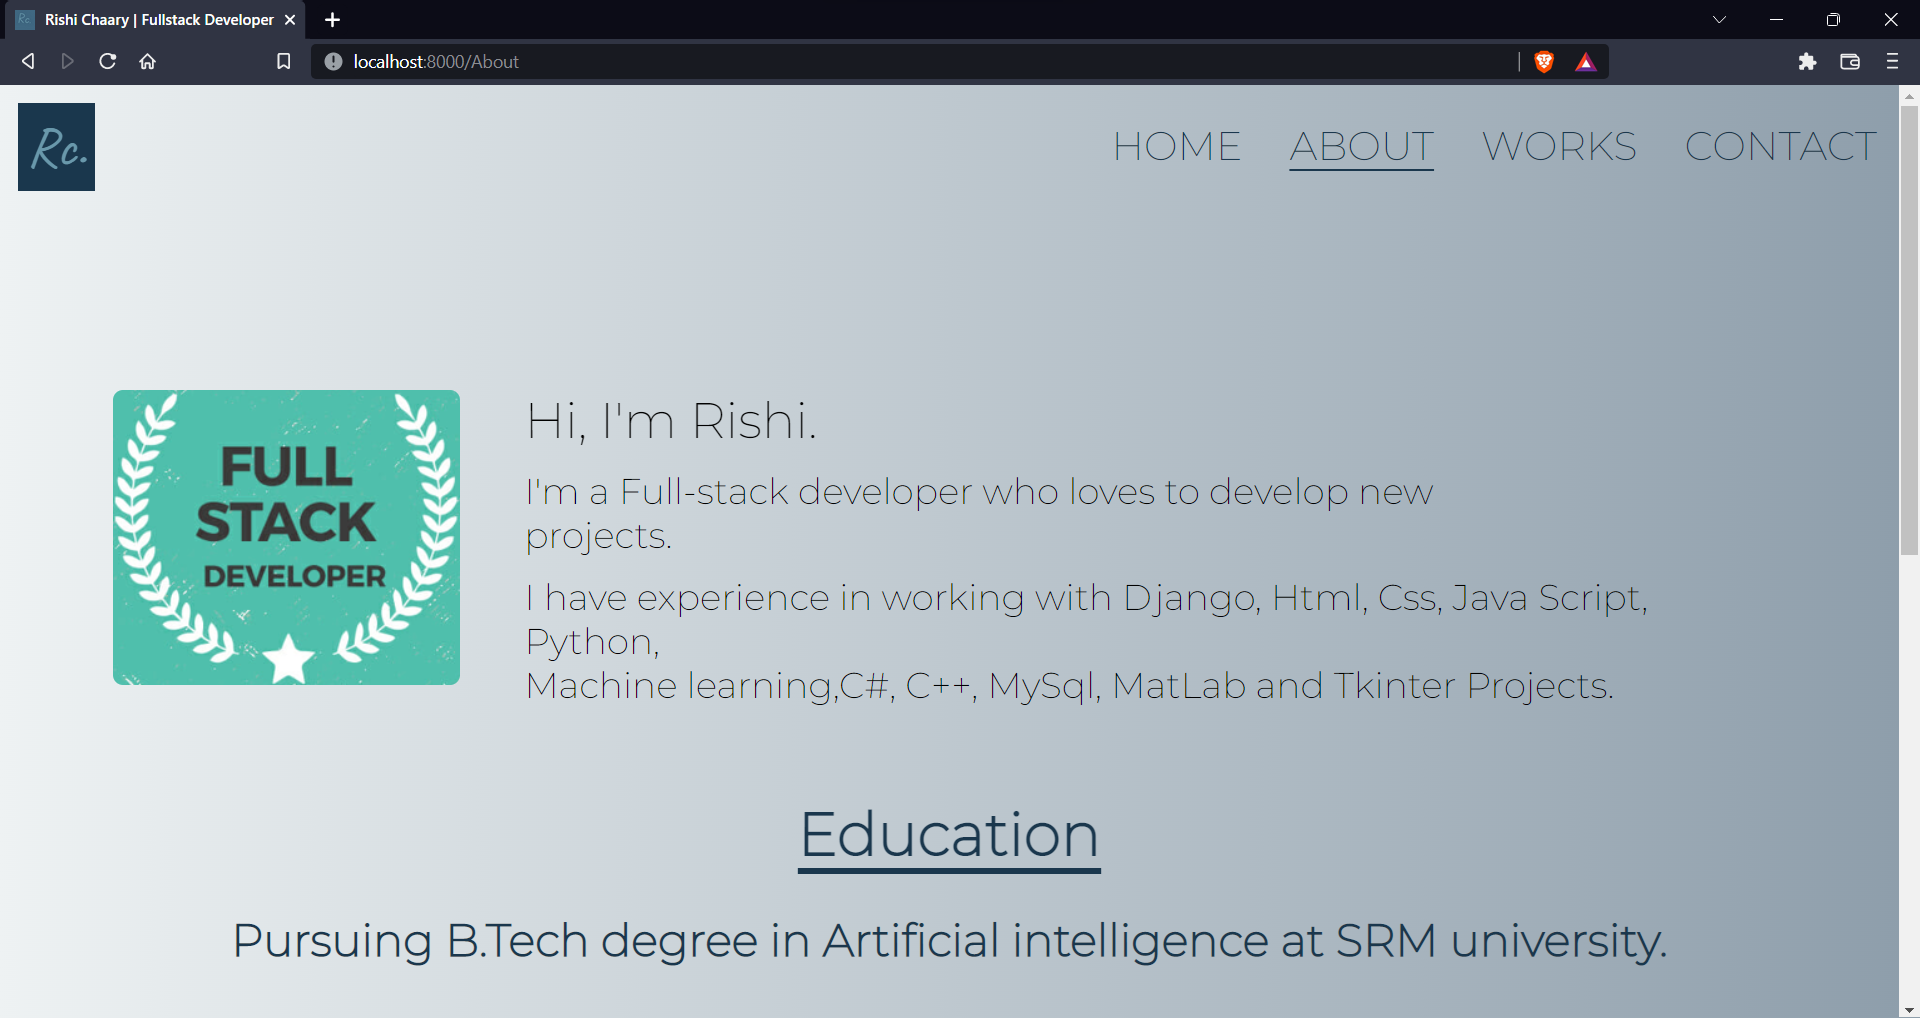 Rishi Chaary | Fullstack Developer
localhost:8000/About
Rc.
HOME ABOUT WORKS CONTACT
FULL
STACK
DEVELOPER
Hi, I'm Rishi.
I'm a Full-stack developer who loves to develop new
projects.
I have experience in working with Django, Html, Css, Java Script,
Python,
Machine learning,C#, C++, MySql, MatLab and Tkinter Projects.
Education
Pursuing B.Tech degree in Artificial intelligence at SRM university.